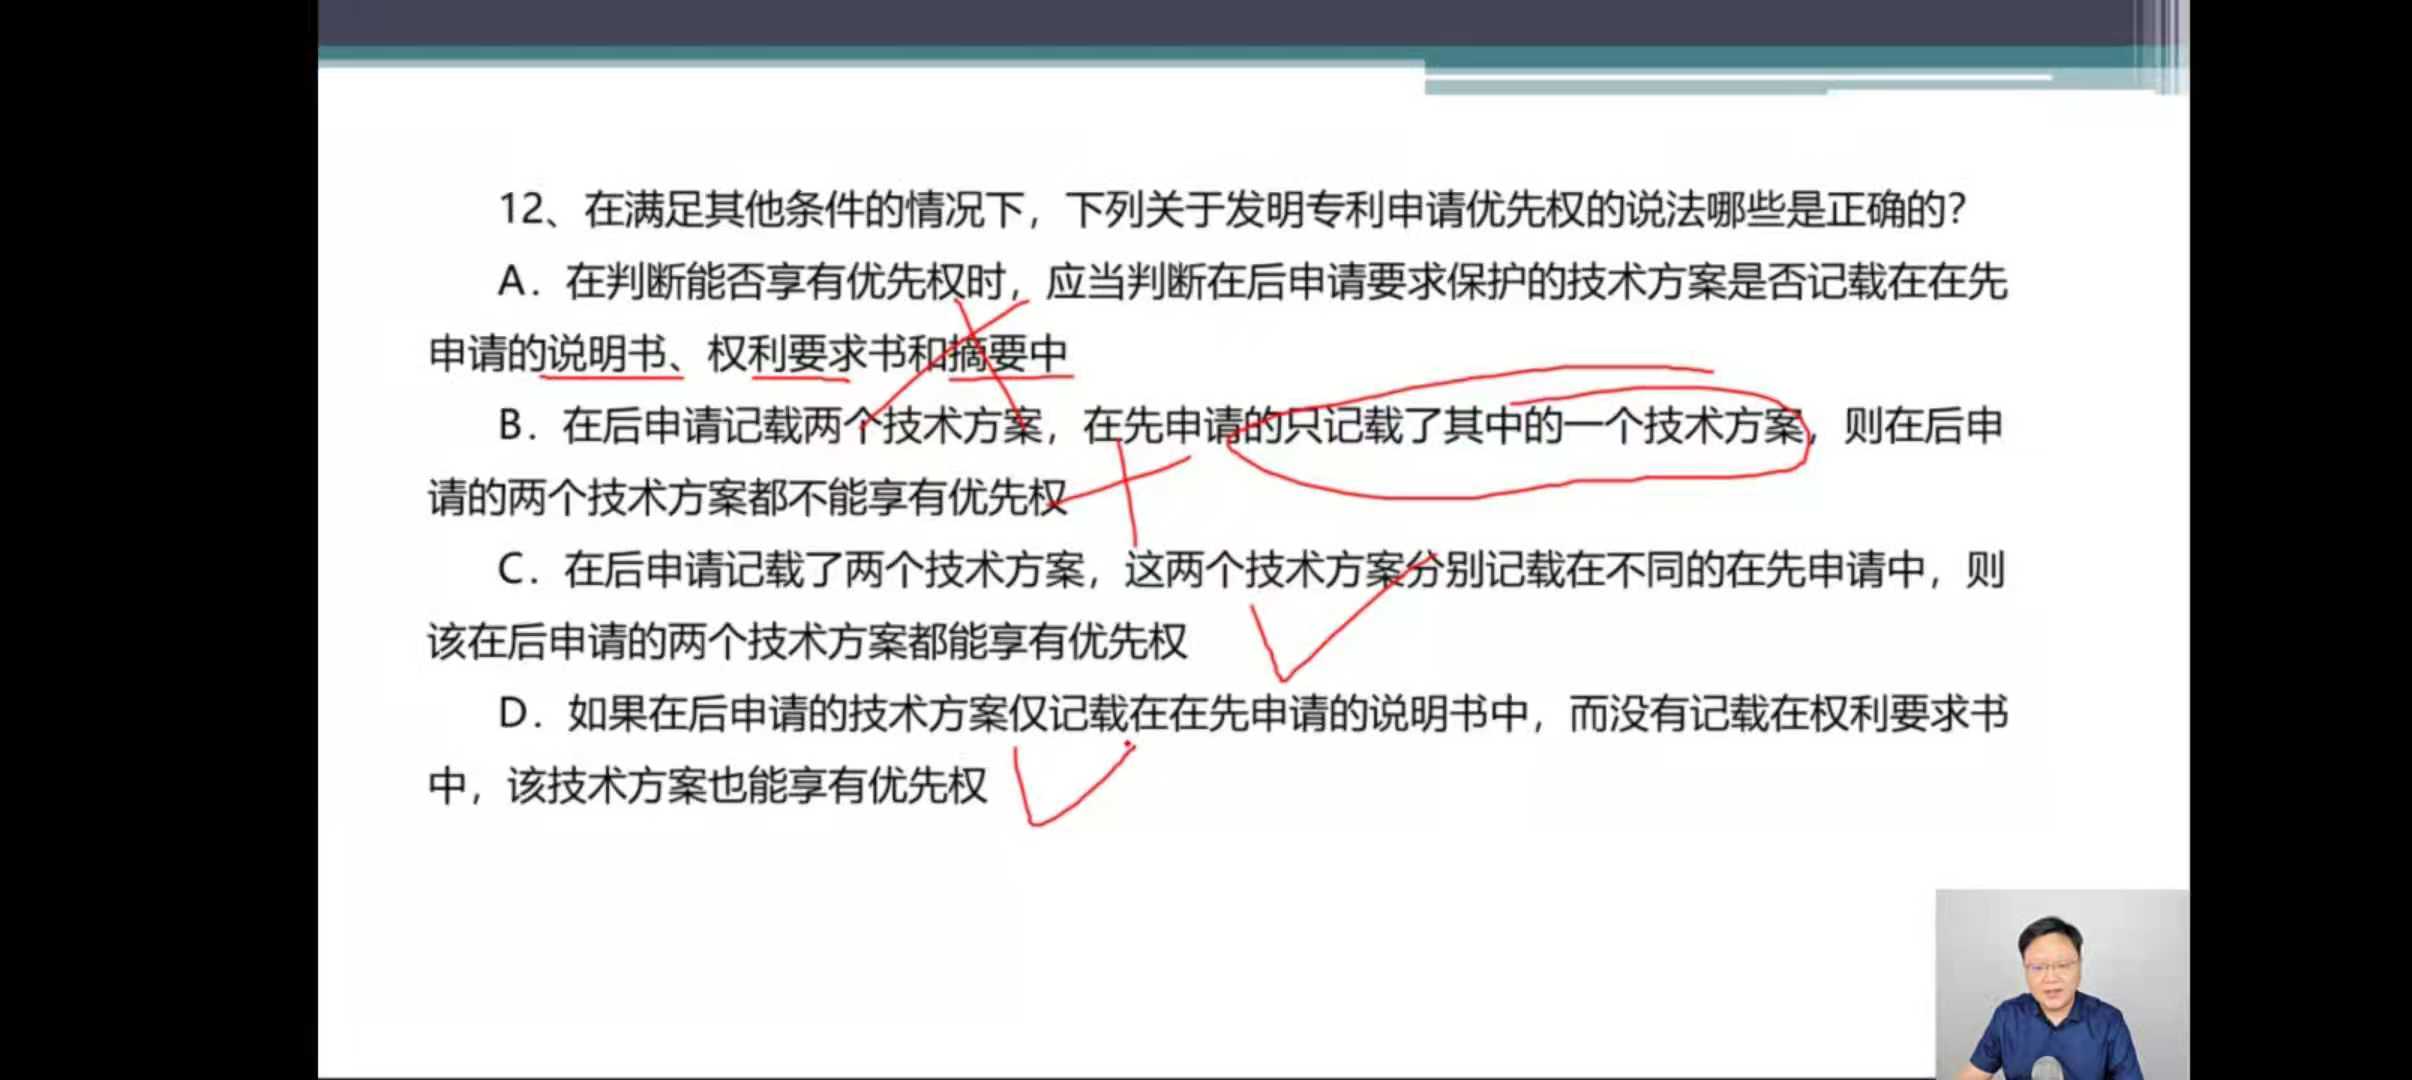 12、在满足其他条件的情况下，下列关于发明专利申请优先权的说法哪些是正确的？
A．在判断能否享有优先权时，应当判断在后申请要求保护的技术方案是否记载在在先
申请的说明书、权利要求书和摘要中
B．在后申请记载两个技术方案，在先申请的只记载了其中的一个技术方案，则在后申
请的两个技术方案都不能享有优先权
C．在后申请记载了两个技术方案，这两个技术方案分别记载在不同的在先申请中，则
该在后申请的两个技术方案都能享有优先权
D．如果在后申请的技术方案仅记载在在先申请的说明书中，而没有记载在权利要求书
中，该技术方案也能享有优先权